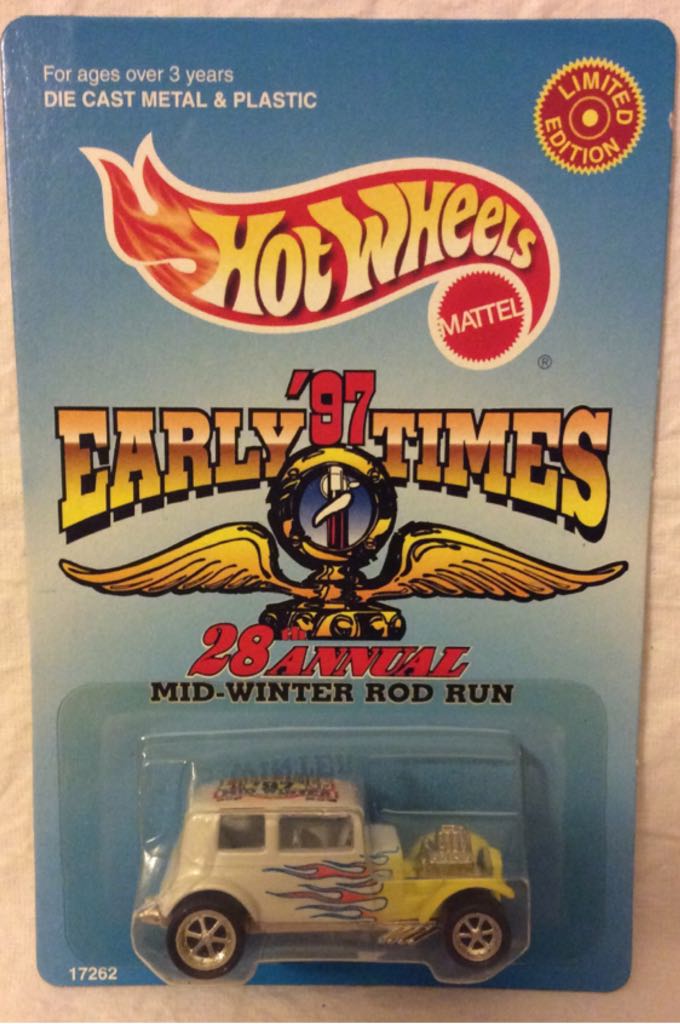 For ages over 3 years
DIE CAST METAL & PLASTIC
LIMITED
EDITION
Hot Wheels
MATTEL
®
'97
EARLY TIMES
28TH ANNUAL
MID-WINTER ROD RUN
17262